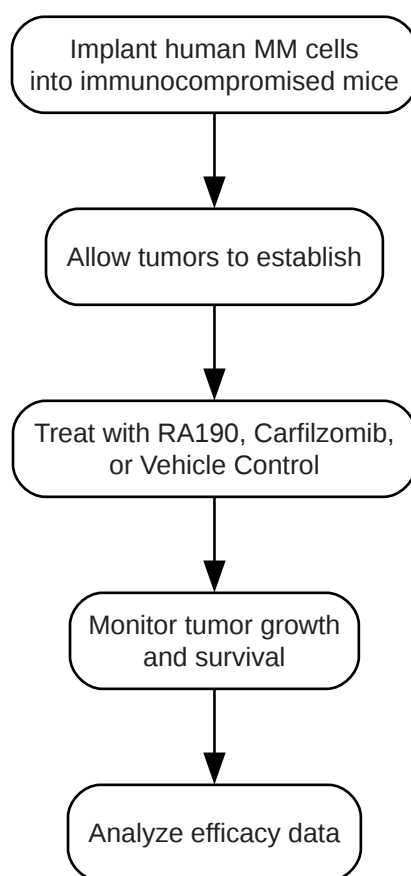 Implant human MM cells
into immunocompromised mice
Allow tumors to establish
Treat with RA190, Carfilzomib,
or Vehicle Control
Monitor tumor growth
and survival
Analyze efficacy data